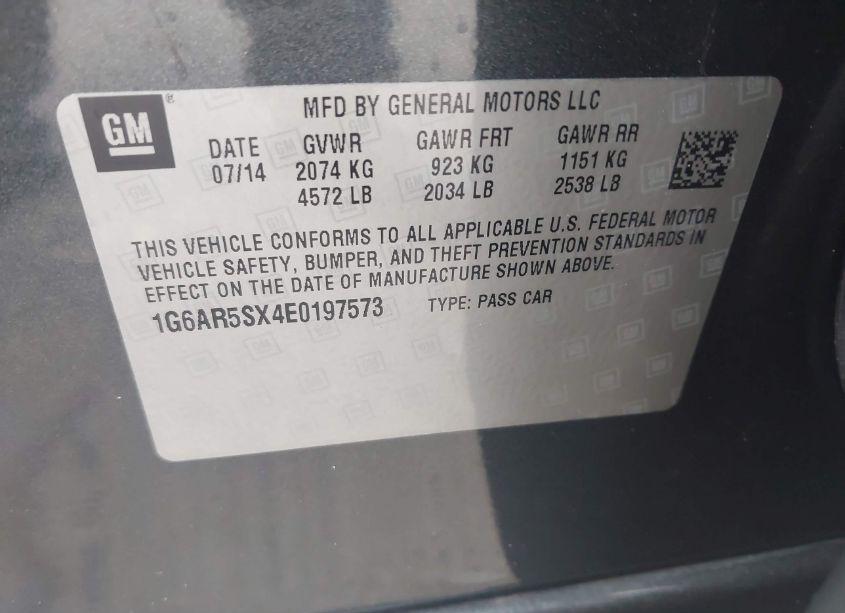 GM ®
MFD BY GENERAL MOTORS LLC
DATE GVWR GAWR FRT GAWR RR
07/14 2074 KG 923 KG 1151 KG
4572 LB 2034 LB 2538 LB
THIS VEHICLE CONFORMS TO ALL APPLICABLE U.S. FEDERAL MOTOR
VEHICLE SAFETY, BUMPER, AND THEFT PREVENTION STANDARDS IN
EFFECT ON THE DATE OF MANUFACTURE SHOWN ABOVE.
1G6AR5SX4E0197573 TYPE: PASS CAR